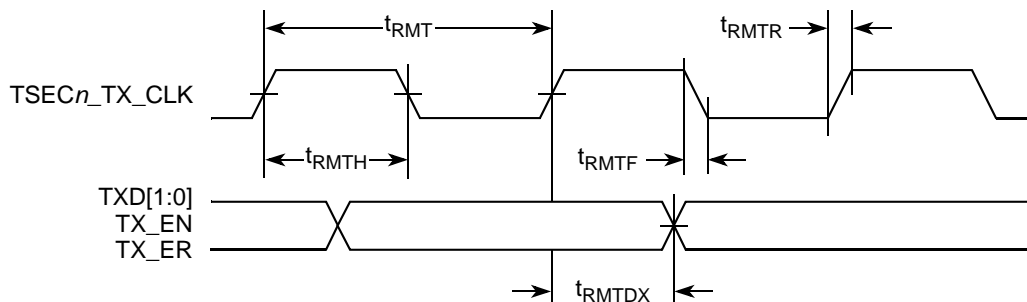 tRMT
tRMTR
TSECn_TX_CLK
tRMTH
tRMTF
TXD[1:0]
TX_EN
TX_ER
tRMTDX